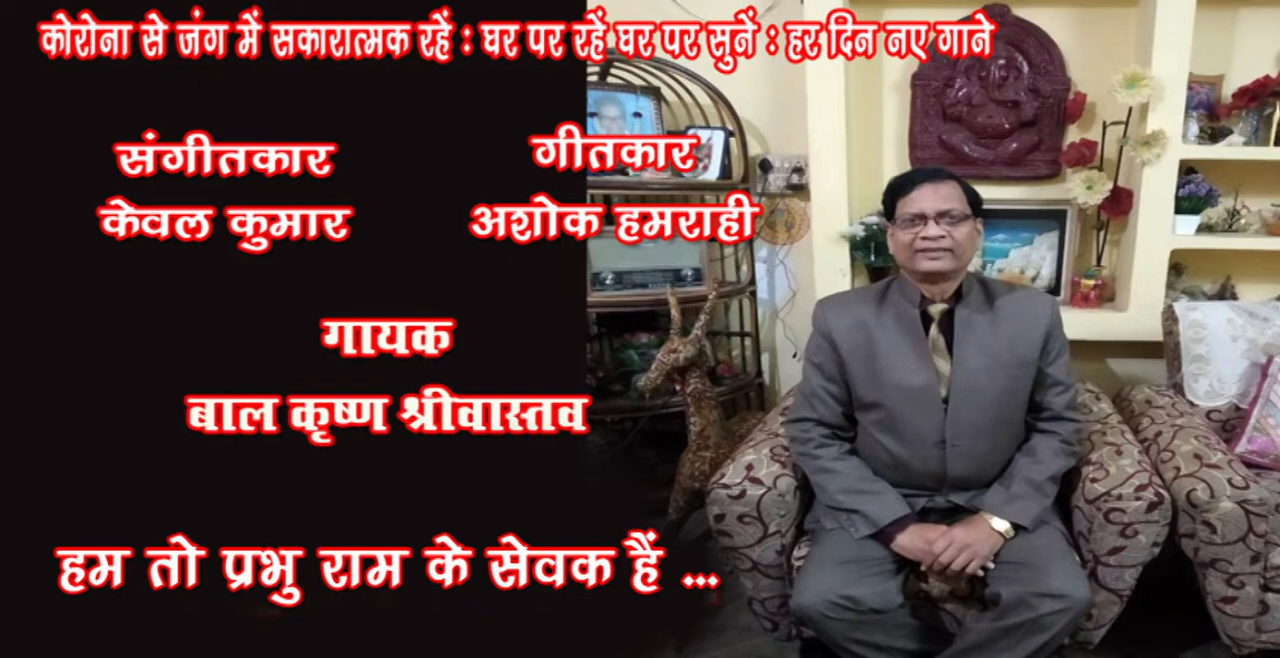 कोरोना से जंग में सकारात्मक रहें : घर पर रहें घर पर सुनें : हर दिन नए गाने
संगीतकार
केवल कुमार
गीतकार
अशोक हमराही
गायक
बाल कृष्ण श्रीवास्तव
हम तो प्रभु राम के सेवक हैं ...